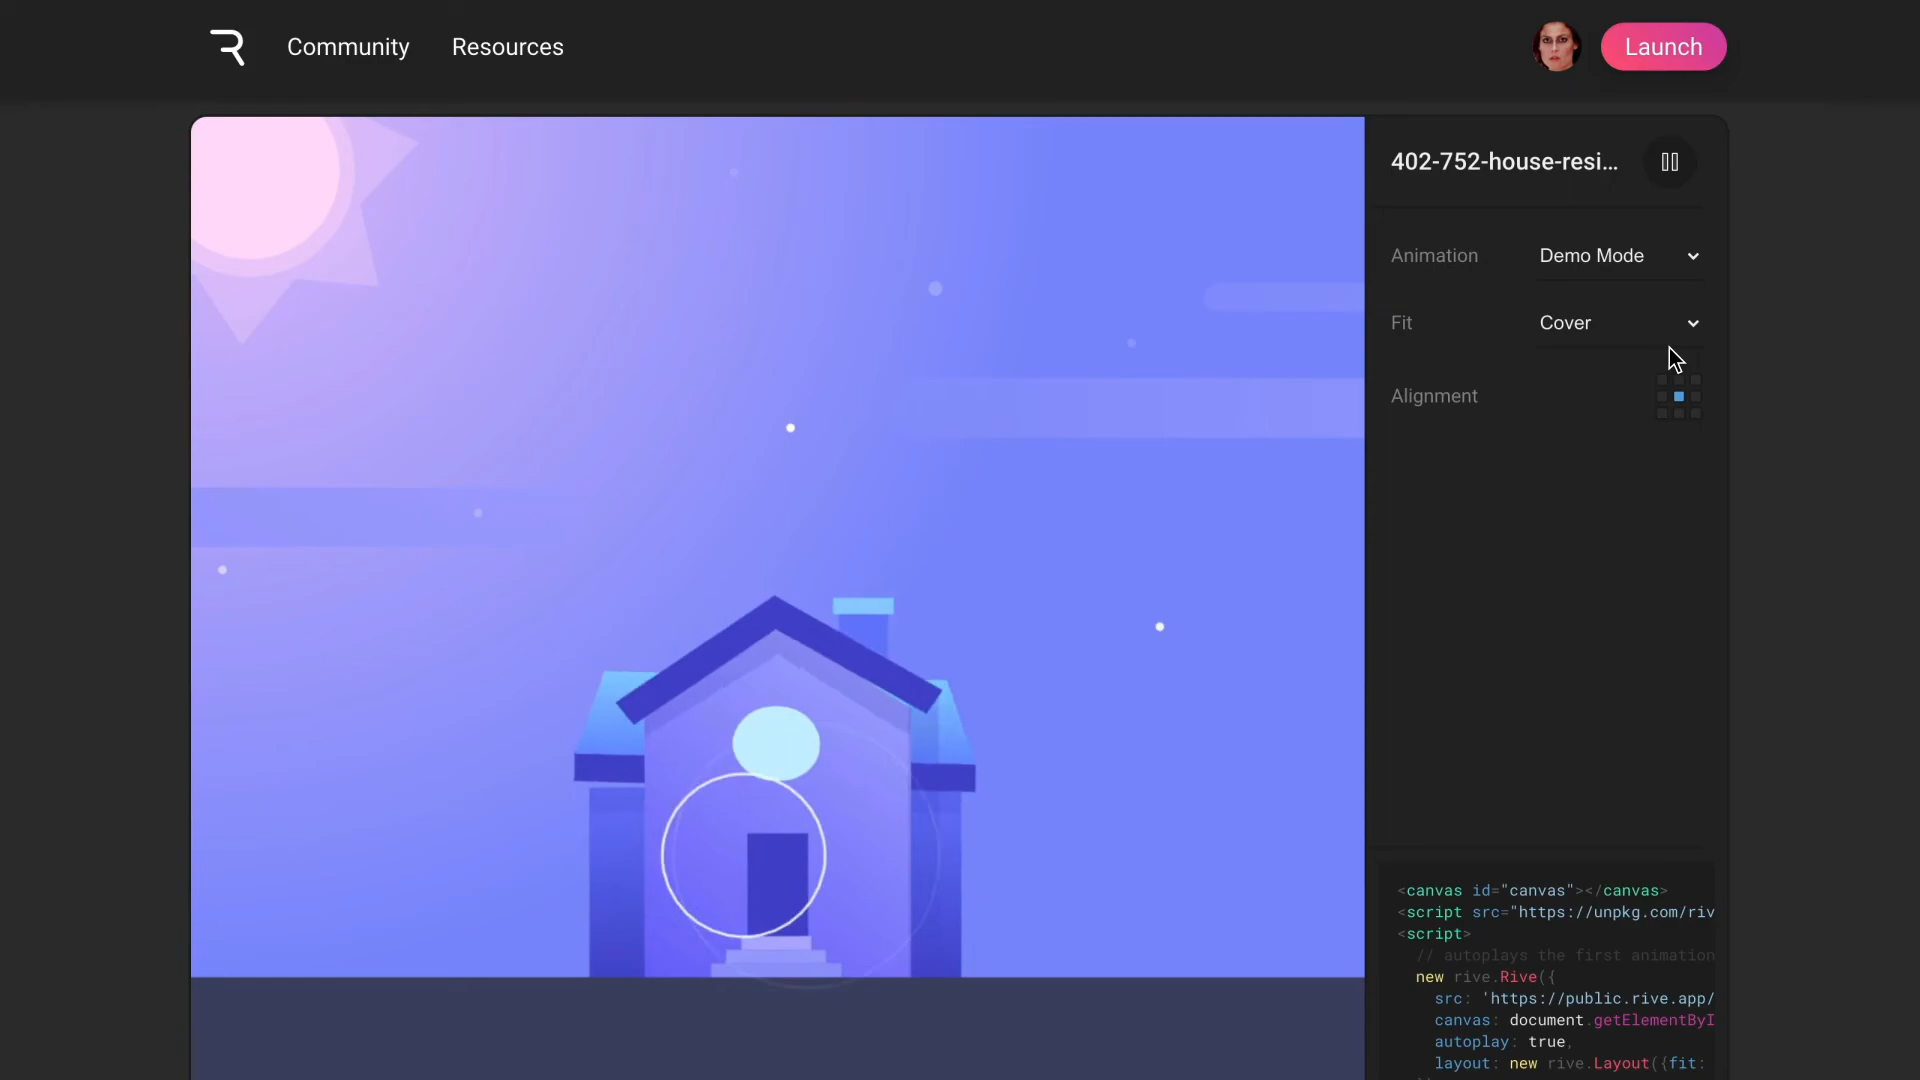 Community
Resources
Launch
402-752-house-resi...
Animation
Demo Mode
Fit
Cover
Alignment
<canvas id="canvas"></canvas>
<script src="https://unpkg.com/riv
<script>
// autoplays the first animation
new rive.Rive({
src: 'https://public.rive.app/
canvas: document.getElementByI
autoplay: true,
layout: new rive.Layout({fit: